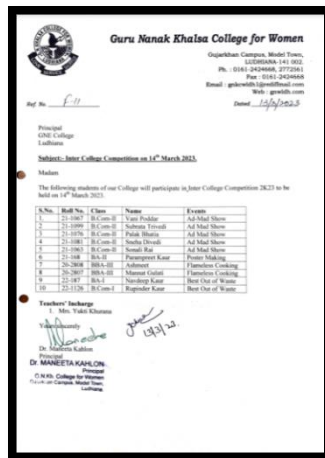 Guru Nanak Khalsa College for Women
Gujarkhan Campus, Model Town,
LUDHIANA-141 002.
Ph. : 0161-2424668, 2772561
Fax : 0161-2424668
Email : gnkcwldh1@rediffmail.com
Web : gnkcwldh.com
Ref No. F-11
Dated 13/3/2023
Principal
GNE College
Ludhiana
Subject:- Inter College Competition on 14th March 2023.
Madam
The following students of our College will participate in Inter College Competition 2K23 to be
held on 14th March 2023.
S.No. Roll No. Class Name Events
1. 21-1067 B.Com-II Vani Poddar Ad-Mad Show
2 21-1099 B.Com-II Subrata Trivedi Ad Mad Show
3 21-1076 B.Com-II Palak Bhatia Ad Mad Show
4 21-1081 B.Com-II Sneha Divedi Ad Mad Show
5 21-1063 B.Com-II Sonali Rai Ad Mad Show
6 21-168 BA-II Parampreet Kaur Poster Making
7 20-2808 BBA-III Ashmeet Flameless Cooking
8 20-2807 BBA-III Mannat Gulati Flameless Cooking
9 22-187 BA-I Navdeep Kaur Best Out of Waste
10 22-1126 B.Com-I Rupinder Kaur Best Out of Waste
Teachers' Incharge
1. Mrs. Yukti Khurana
Yours sincerely
13/3/23
Dr. Maneeta Kahlon
Principal
Dr. MANEETA KAHLON
Principal
G.N.Kh. College for Women
Gujarkhan Campus, Model Town,
Ludhiana